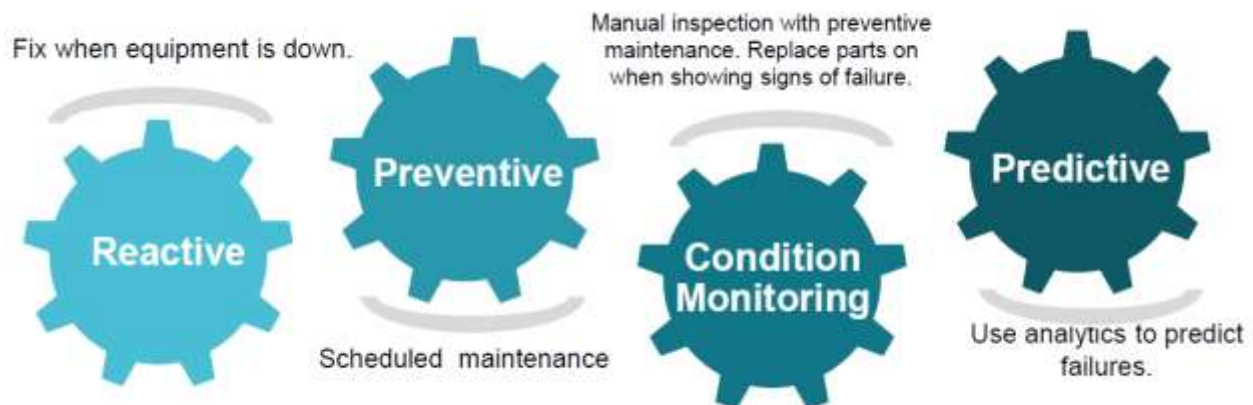 Fix when equipment is down.
Reactive
Preventive
Scheduled maintenance
Manual inspection with preventive
maintenance. Replace parts on
when showing signs of failure.
Condition
Monitoring
Predictive
Use analytics to predict
failures.